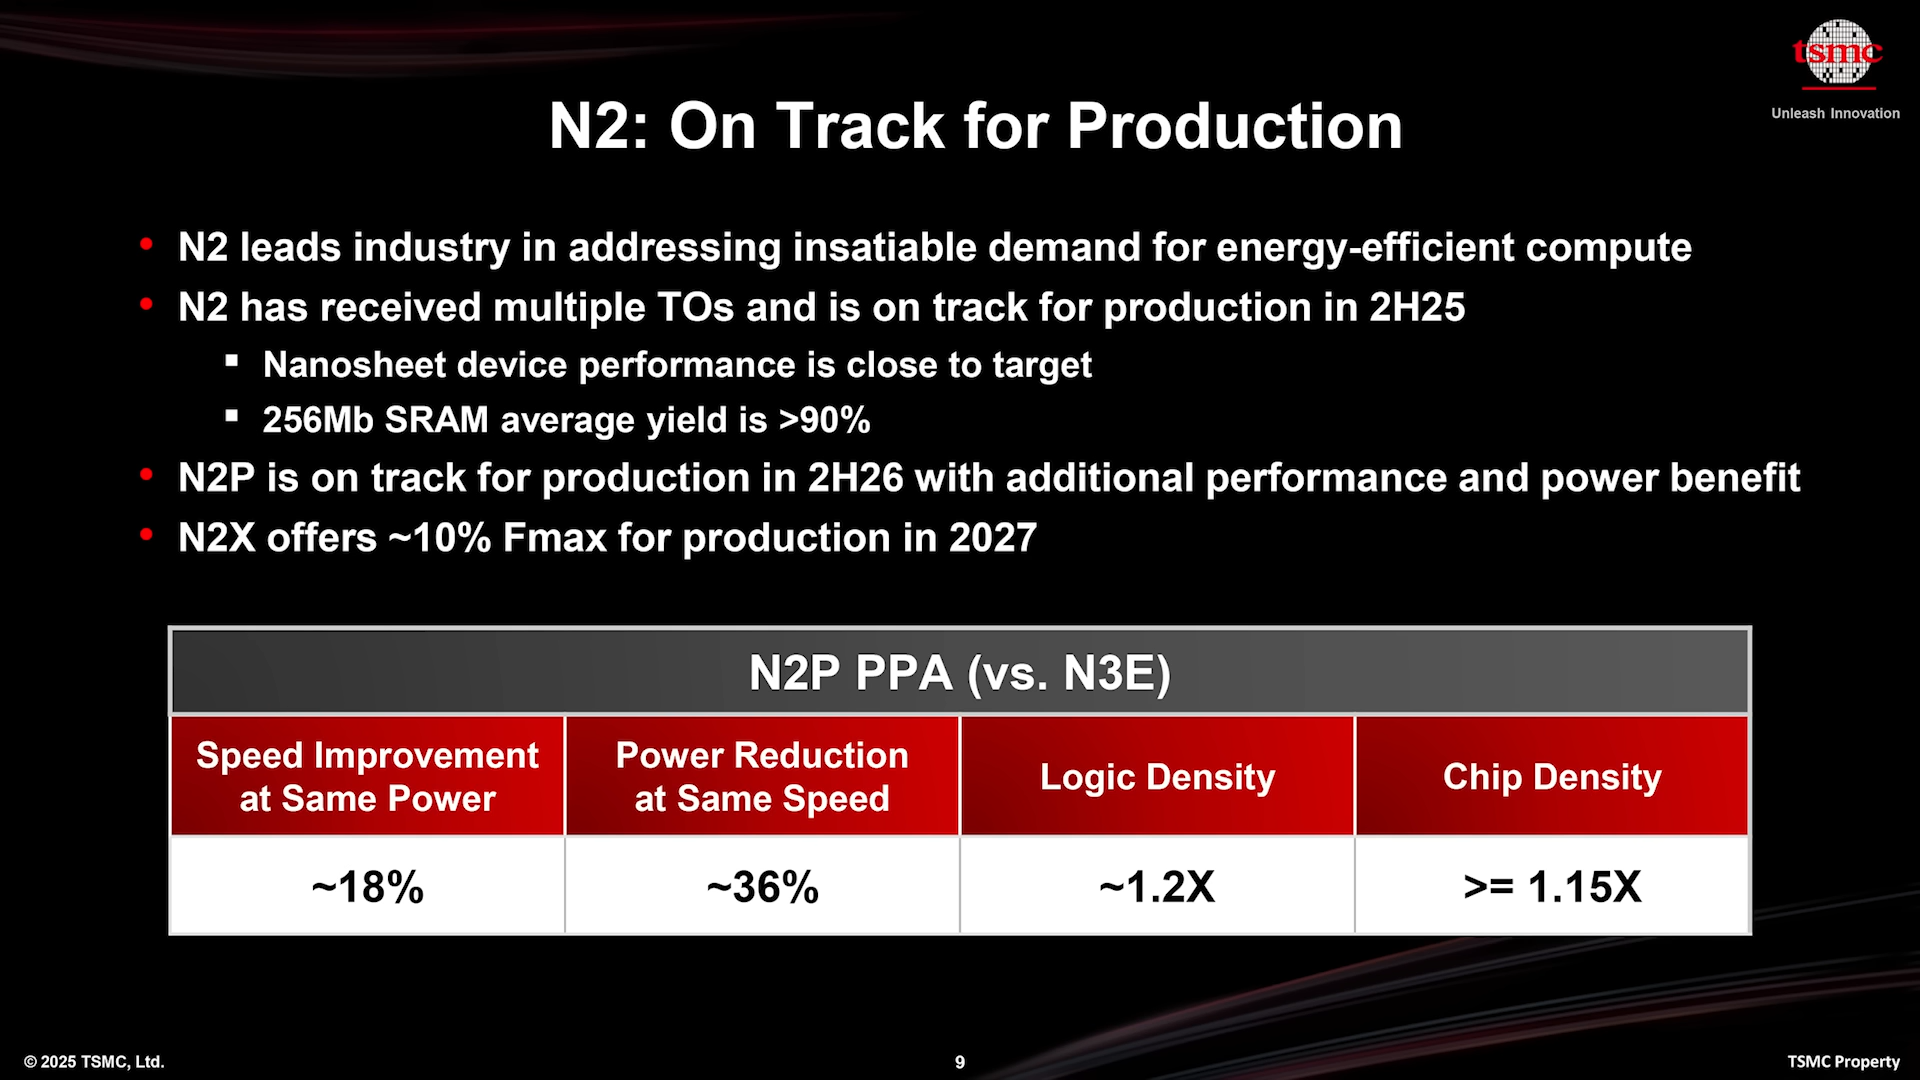 tsmc
Unleash Innovation
N2: On Track for Production
• N2 leads industry in addressing insatiable demand for energy-efficient compute
• N2 has received multiple TOs and is on track for production in 2H25
▪ Nanosheet device performance is close to target
▪ 256Mb SRAM average yield is >90%
• N2P is on track for production in 2H26 with additional performance and power benefit
• N2X offers ~10% Fmax for production in 2027
N2P PPA (vs. N3E)
Speed Improvement
at Same Power
Power Reduction
at Same Speed
Logic Density
Chip Density
~18%
~36%
~1.2X
>= 1.15X
© 2025 TSMC, Ltd.
9
TSMC Property